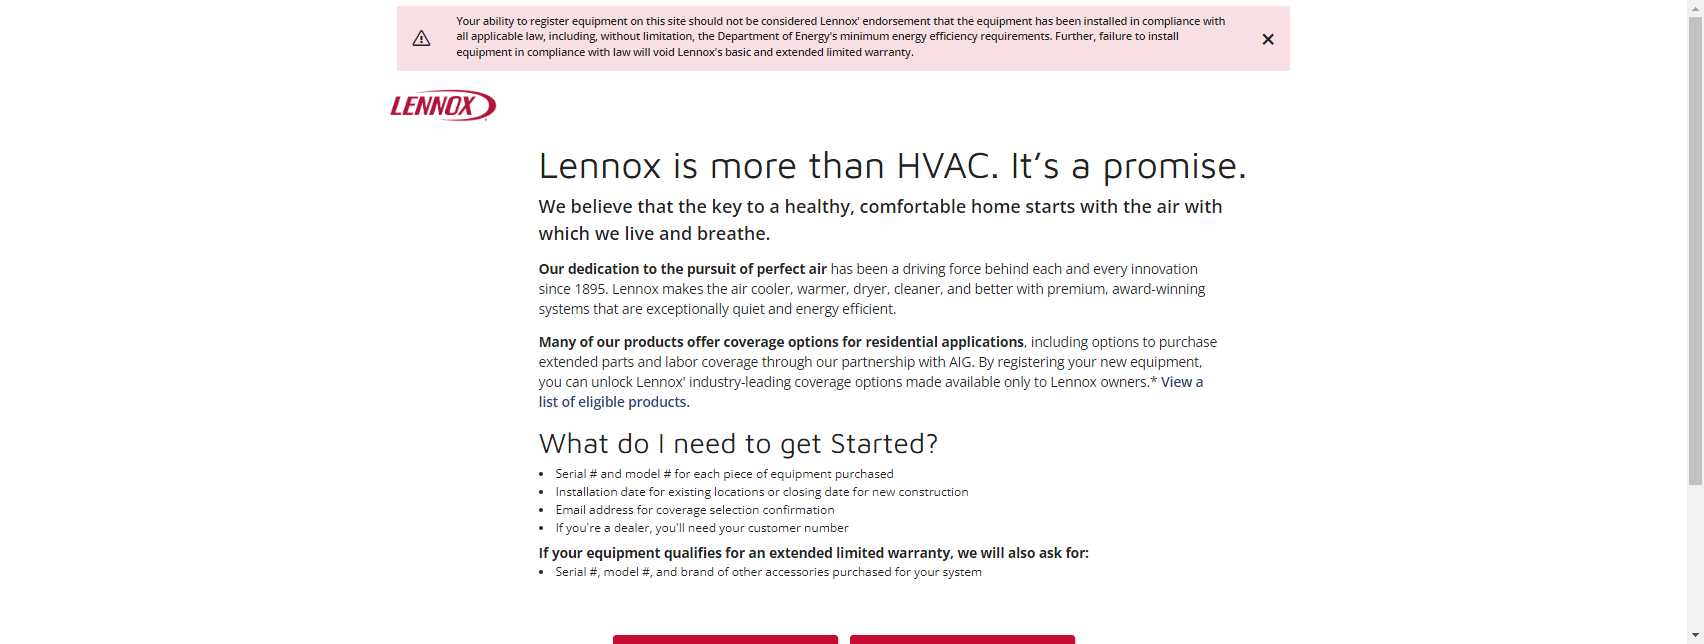 Your ability to register equipment on this site should not be considered Lennox' endorsement that the equipment has been installed in compliance with
all applicable law, including, without limitation, the Department of Energy's minimum energy efficiency requirements. Further, failure to install
equipment in compliance with law will void Lennox's basic and extended limited warranty.
LENNOX
Lennox is more than HVAC. It’s a promise.
We believe that the key to a healthy, comfortable home starts with the air with
which we live and breathe.
Our dedication to the pursuit of perfect air has been a driving force behind each and every innovation
since 1895. Lennox makes the air cooler, warmer, dryer, cleaner, and better with premium, award-winning
systems that are exceptionally quiet and energy efficient.
Many of our products offer coverage options for residential applications, including options to purchase
extended parts and labor coverage through our partnership with AIG. By registering your new equipment,
you can unlock Lennox' industry-leading coverage options made available only to Lennox owners.* View a
list of eligible products.
What do I need to get Started?
• Serial # and model # for each piece of equipment purchased
• Installation date for existing locations or closing date for new construction
• Email address for coverage selection confirmation
• If you're a dealer, you'll need your customer number
If your equipment qualifies for an extended limited warranty, we will also ask for:
• Serial #, model #, and brand of other accessories purchased for your system